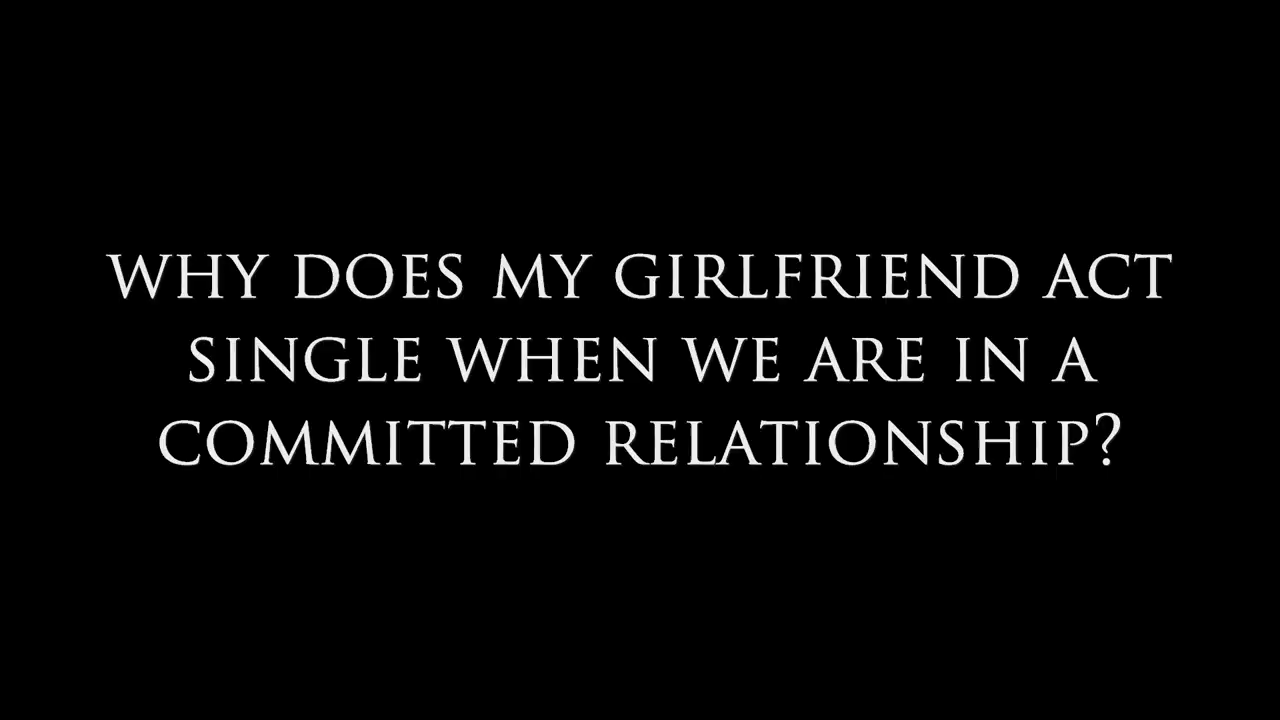 WHY DOES MY GIRLFRIEND ACT
SINGLE WHEN WE ARE IN A
COMMITTED RELATIONSHIP?